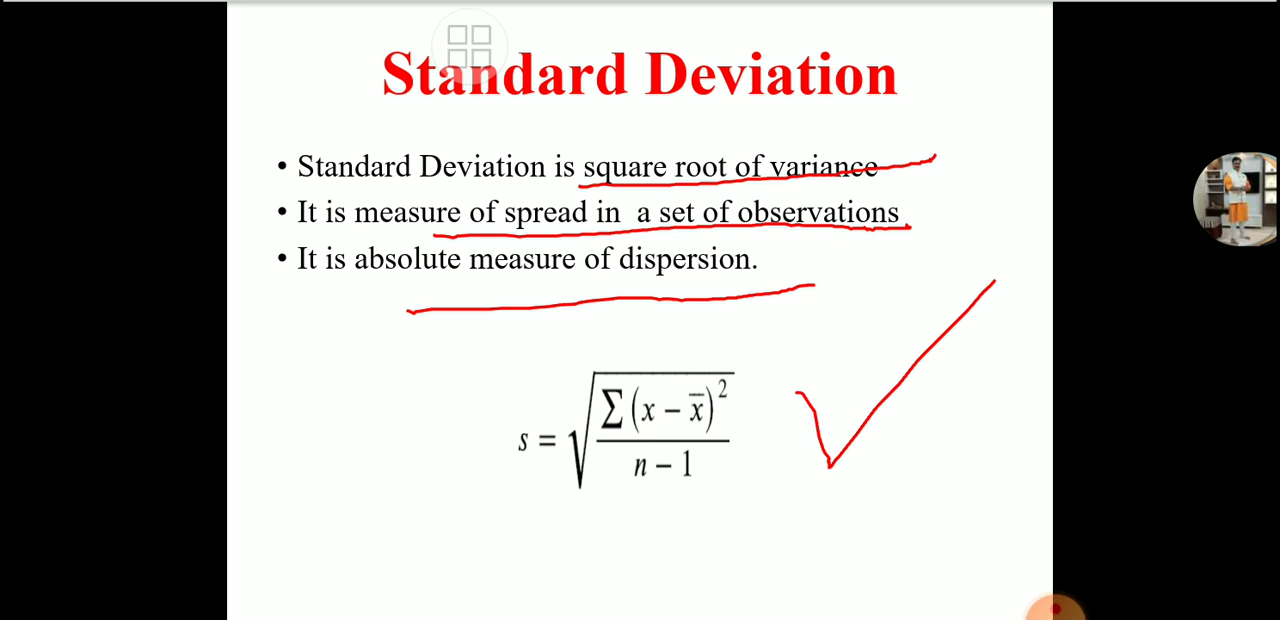 Standard Deviation
• Standard Deviation is square root of variance
• It is measure of spread in a set of observations
• It is absolute measure of dispersion.
s = √(∑(x − x̅)² / (n − 1))